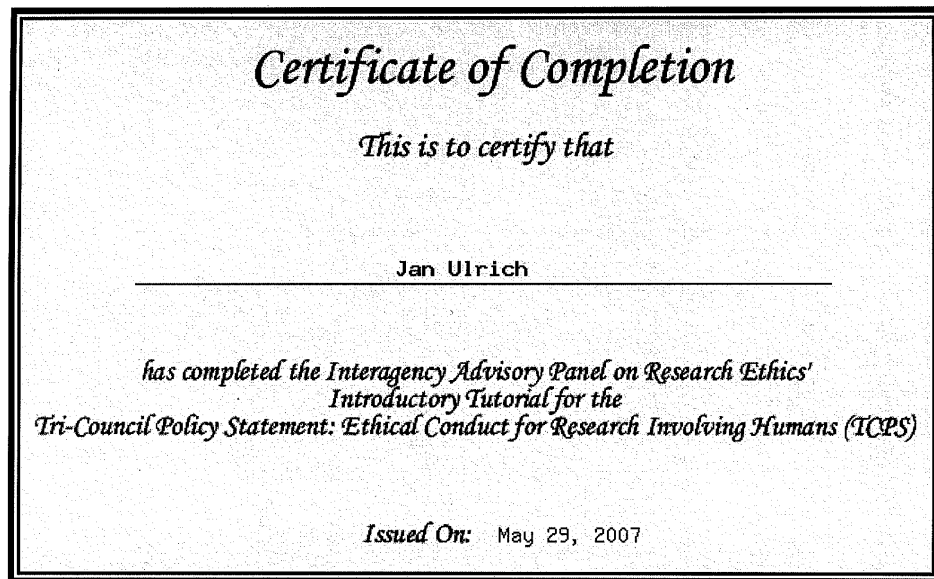 Certificate of Completion
This is to certify that
Jan Ulrich
has completed the Interagency Advisory Panel on Research Ethics'
Introductory Tutorial for the
Tri-Council Policy Statement: Ethical Conduct for Research Involving Humans (TCPS)
Issued On: May 29, 2007